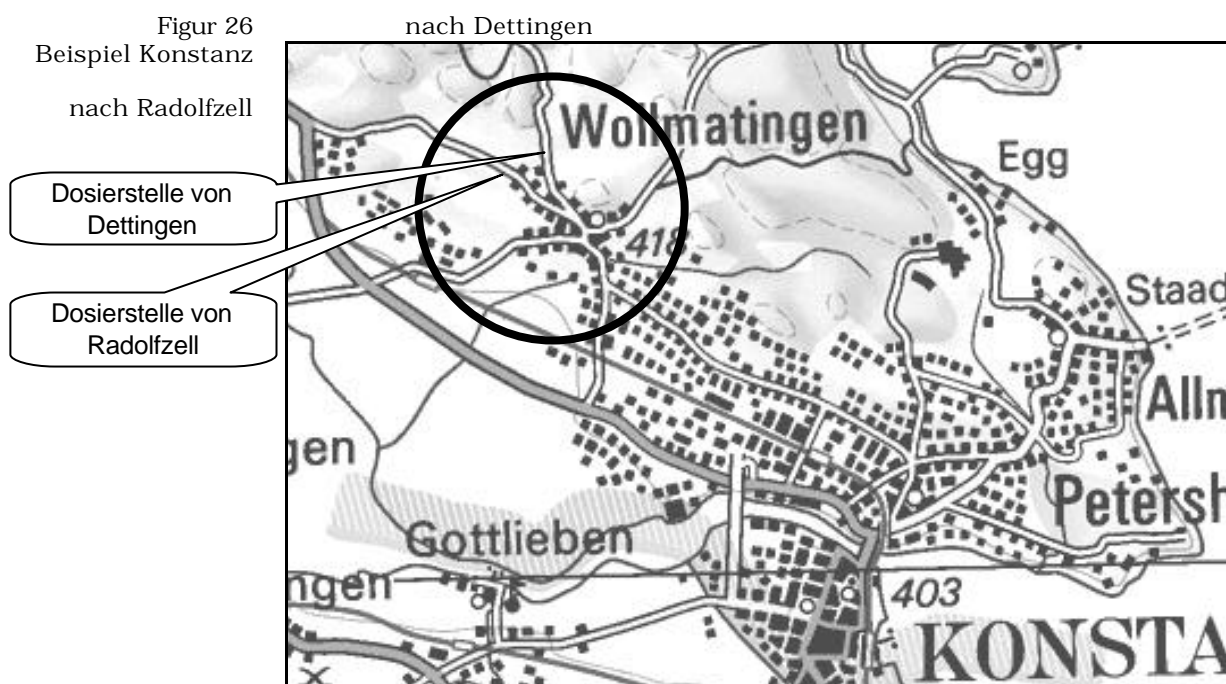 Figur 26
Beispiel Konstanz
nach Radolfzell
nach Dettingen
Dosierstelle von
Dettingen
Dosierstelle von
Radolfzell
Wollmatingen
418
Egg
Staad
Allm
Petersh
gen
Gottlieben
ngen
403
KONSTA